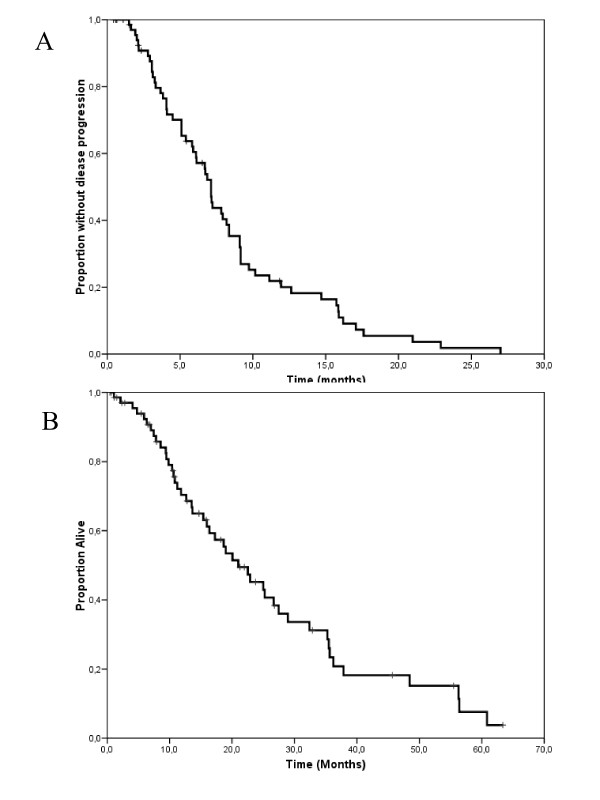 A
Proportion without diease progression
1,0
0,8
0,6
0,4
0,2
0,0
0,0 5,0 10,0 15,0 20,0 25,0 30,0
Time (months)
B
Proportion Alive
1,0
0,8
0,6
0,4
0,2
0,0
0,0 10,0 20,0 30,0 40,0 50,0 60,0 70,0
Time (Months)